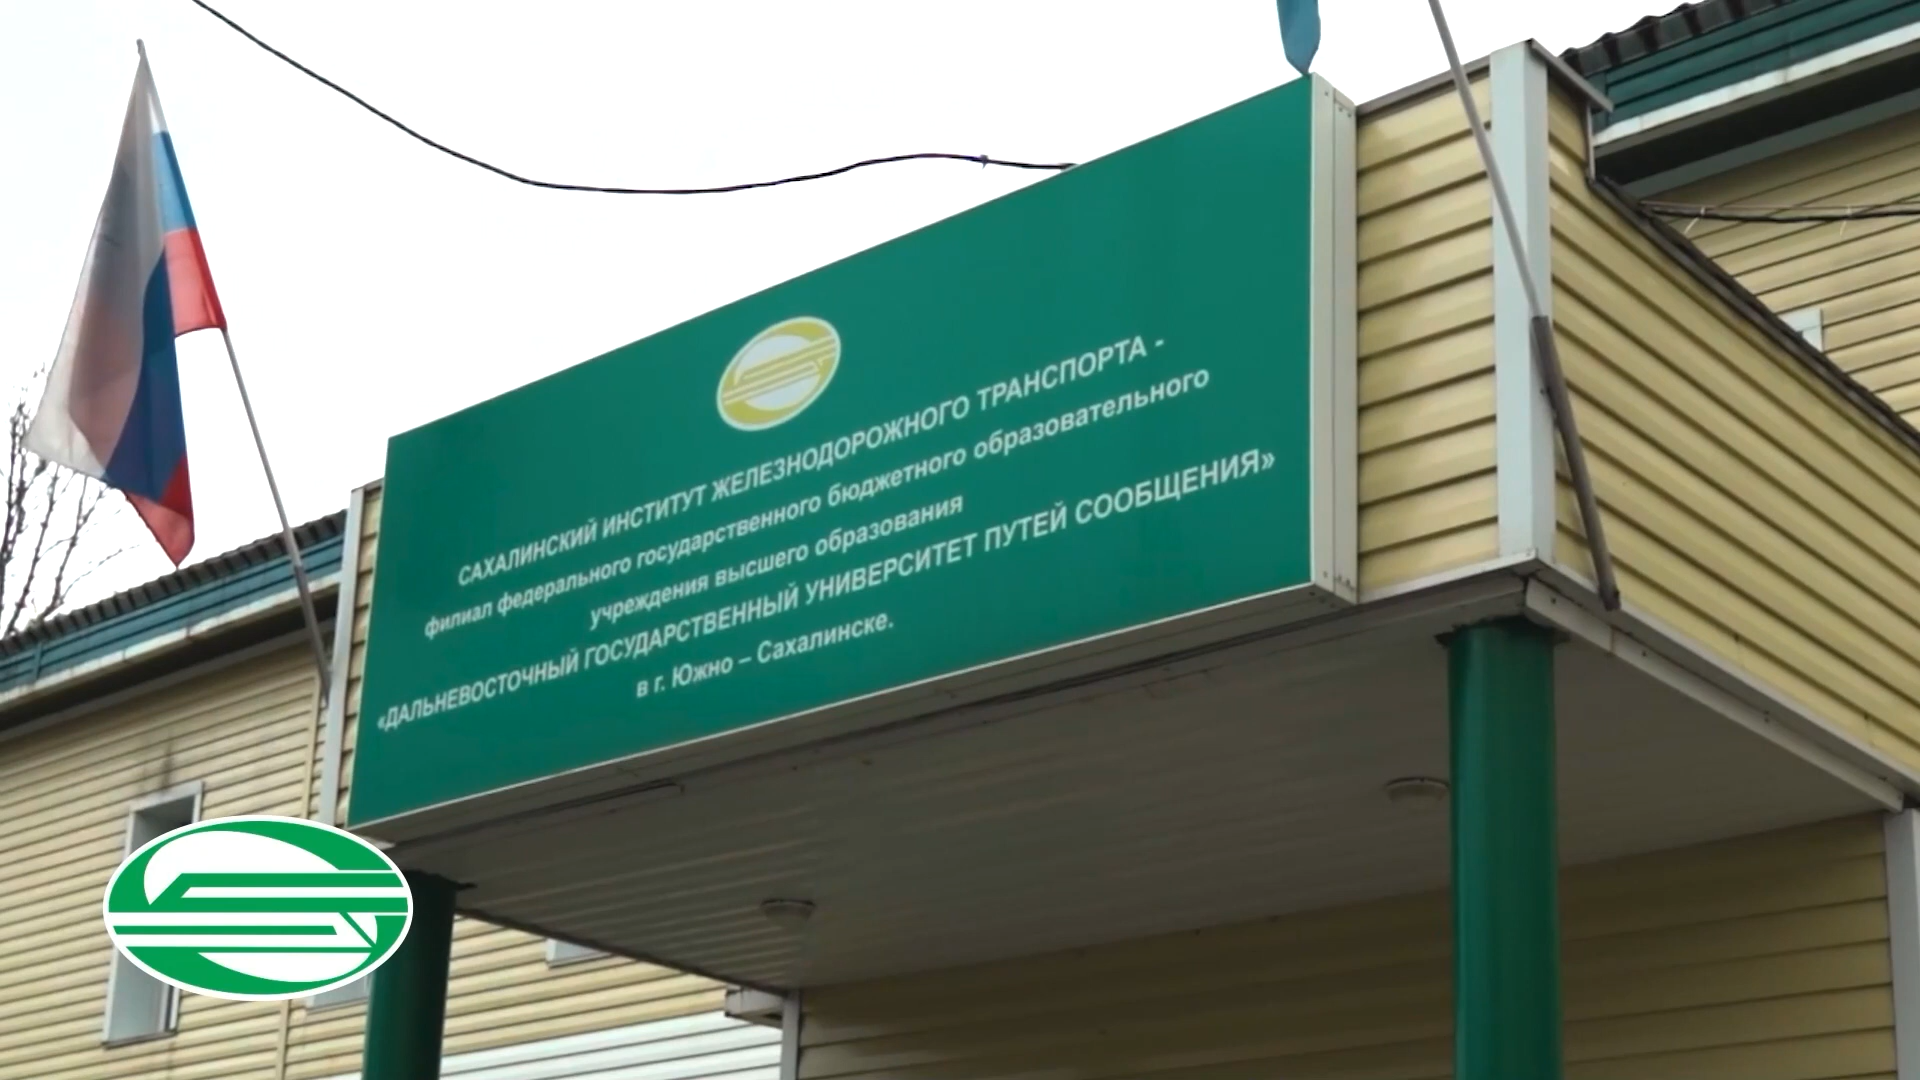 САХАЛИНСКИЙ ИНСТИТУТ ЖЕЛЕЗНОДОРОЖНОГО ТРАНСПОРТА -
филиал федерального государственного бюджетного образовательного
учреждения высшего образования
«ДАЛЬНЕВОСТОЧНЫЙ ГОСУДАРСТВЕННЫЙ УНИВЕРСИТЕТ ПУТЕЙ СООБЩЕНИЯ»
в г. Южно – Сахалинске.